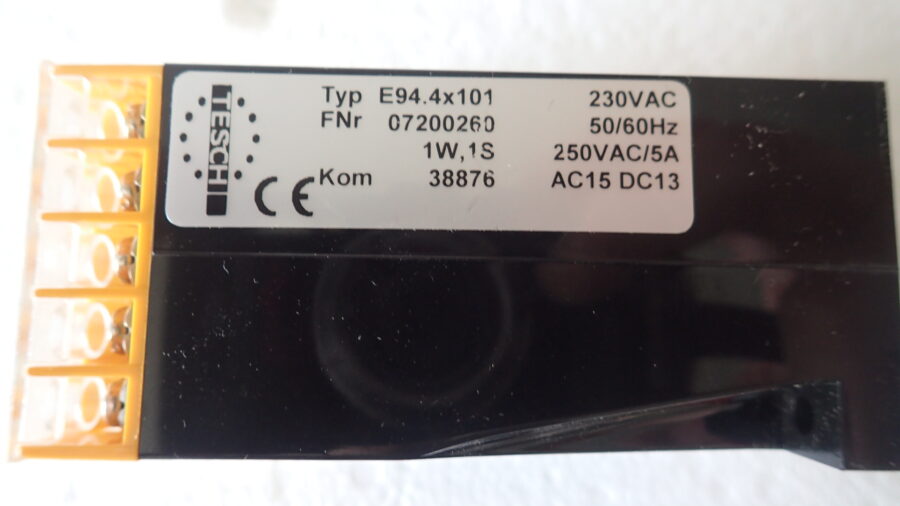 TESCH
Typ E94.4x101 230VAC
FNr 07200260 50/60Hz
1W,1S 250VAC/5A
CE Kom 38876 AC15 DC13